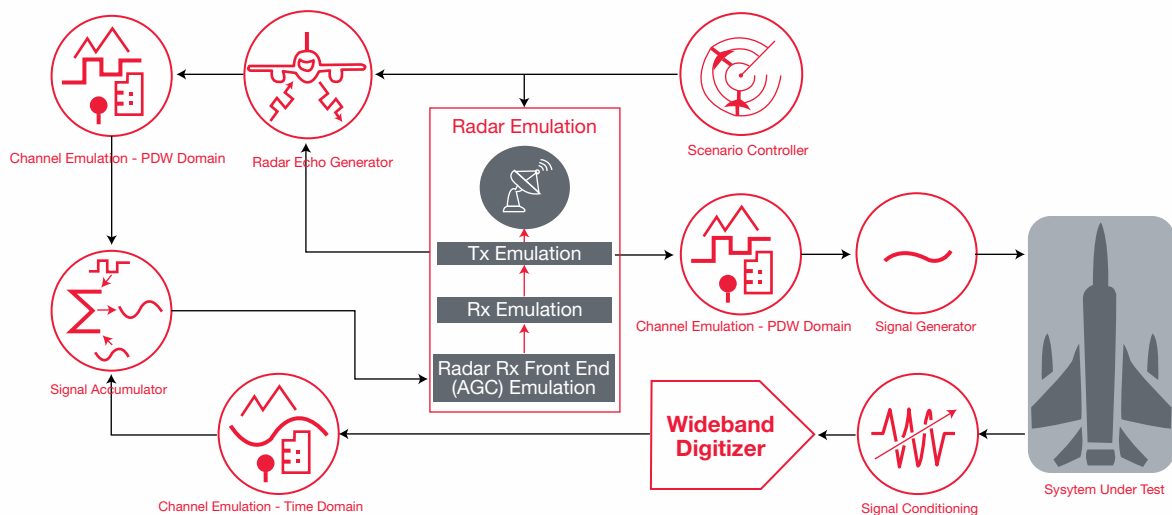 Radar Emulation
Channel Emulation - PDW Domain
Radar Echo Generator
Scenario Controller
Tx Emulation
Rx Emulation
Channel Emulation - PDW Domain
Signal Generator
Radar Rx Front End
(AGC) Emulation
Signal Accumulator
Wideband
Digitizer
Channel Emulation - Time Domain
Signal Conditioning
Sysytem Under Test